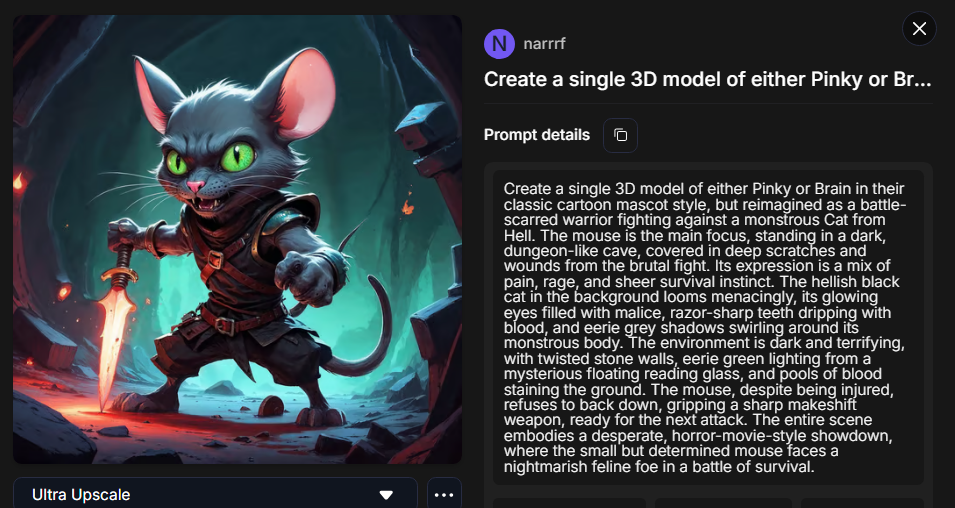 N narrrf
Create a single 3D model of either Pinky or Br...
Prompt details
Create a single 3D model of either Pinky or Brain in their
classic cartoon mascot style, but reimagined as a battle-
scarred warrior fighting against a monstrous Cat from
Hell. The mouse is the main focus, standing in a dark,
dungeon-like cave, covered in deep scratches and
wounds from the brutal fight. Its expression is a mix of
pain, rage, and sheer survival instinct. The hellish black
cat in the background looms menacingly, its glowing
eyes filled with malice, razor-sharp teeth dripping with
blood, and eerie grey shadows swirling around its
monstrous body. The environment is dark and terrifying,
with twisted stone walls, eerie green lighting from a
mysterious floating reading glass, and pools of blood
staining the ground. The mouse, despite being injured,
refuses to back down, gripping a sharp makeshift
weapon, ready for the next attack. The entire scene
embodies a desperate, horror-movie-style showdown,
where the small but determined mouse faces a
nightmarish feline foe in a battle of survival.
Ultra Upscale